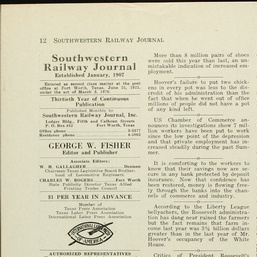 12 SOUTHWESTERN RAILWAY JOURNAL
Southwestern
Railway Journal
Established January, 1907
Entered as second class matter at the post
office at Fort Worth, Texas, June
under the act of March 3, 1879.
Thirtieth Year of Continuous
Publication
Published Monthly by
Southwestern Railway Journal, Inc.
Ledger Bldg., Fifth and Calhoun Streets
P. O. Box Fort Worth, Texas
Office phone
Residence phone
GEORGE W. FISHER
Editor and Publisher
Associate Editors:
W. H. GALLAGHER Denison
Chairman Texas Legislative Board Brother-
hood of Locomotive Engineers
CHARLES W. ROGERS Fort Worth
State Publicity Director Texas Allied
Printing Trades Council
$1 PER YEAR IN ADVANCE
Member of
Texas Press Association
Texas Labor Press Association
International Labor Press Association
AUTHORIZED REPRESENTATIVES
More than 8 million pairs of shoes
were sold this year than last, an un-
mistakable indication of increased em-
ployment.
Hoover's failure to put two chick-
ens in every pot was less to the dis-
credit of his administration than the
fact that when he went out of office
millions of people did not have a pot
of any kind left.
US Chamber of Commerce an-
nounces its investigations show 7 mil-
lion workers have been put to work
since the low point of the depression
and that private employment has in-
creased steadily during the past num-
mer.
It is comforting to the workers to
know that their savings now are se-
cure in any bank protected by deposit
insurance. Now that confidence has
been restored, money is flowing free-
ly through the banks into the chan-
nels of commerce and industry.
According to the Liberty League
bellyachers, the Roosevelt administra-
tion has dang near ruined the farmers
but the fact remains that farm in-
come last year was 3½ billion dollars
greater than in the last year of Mr.
Hoover's occupency of the White
House.
Critics of President Roosevelt's